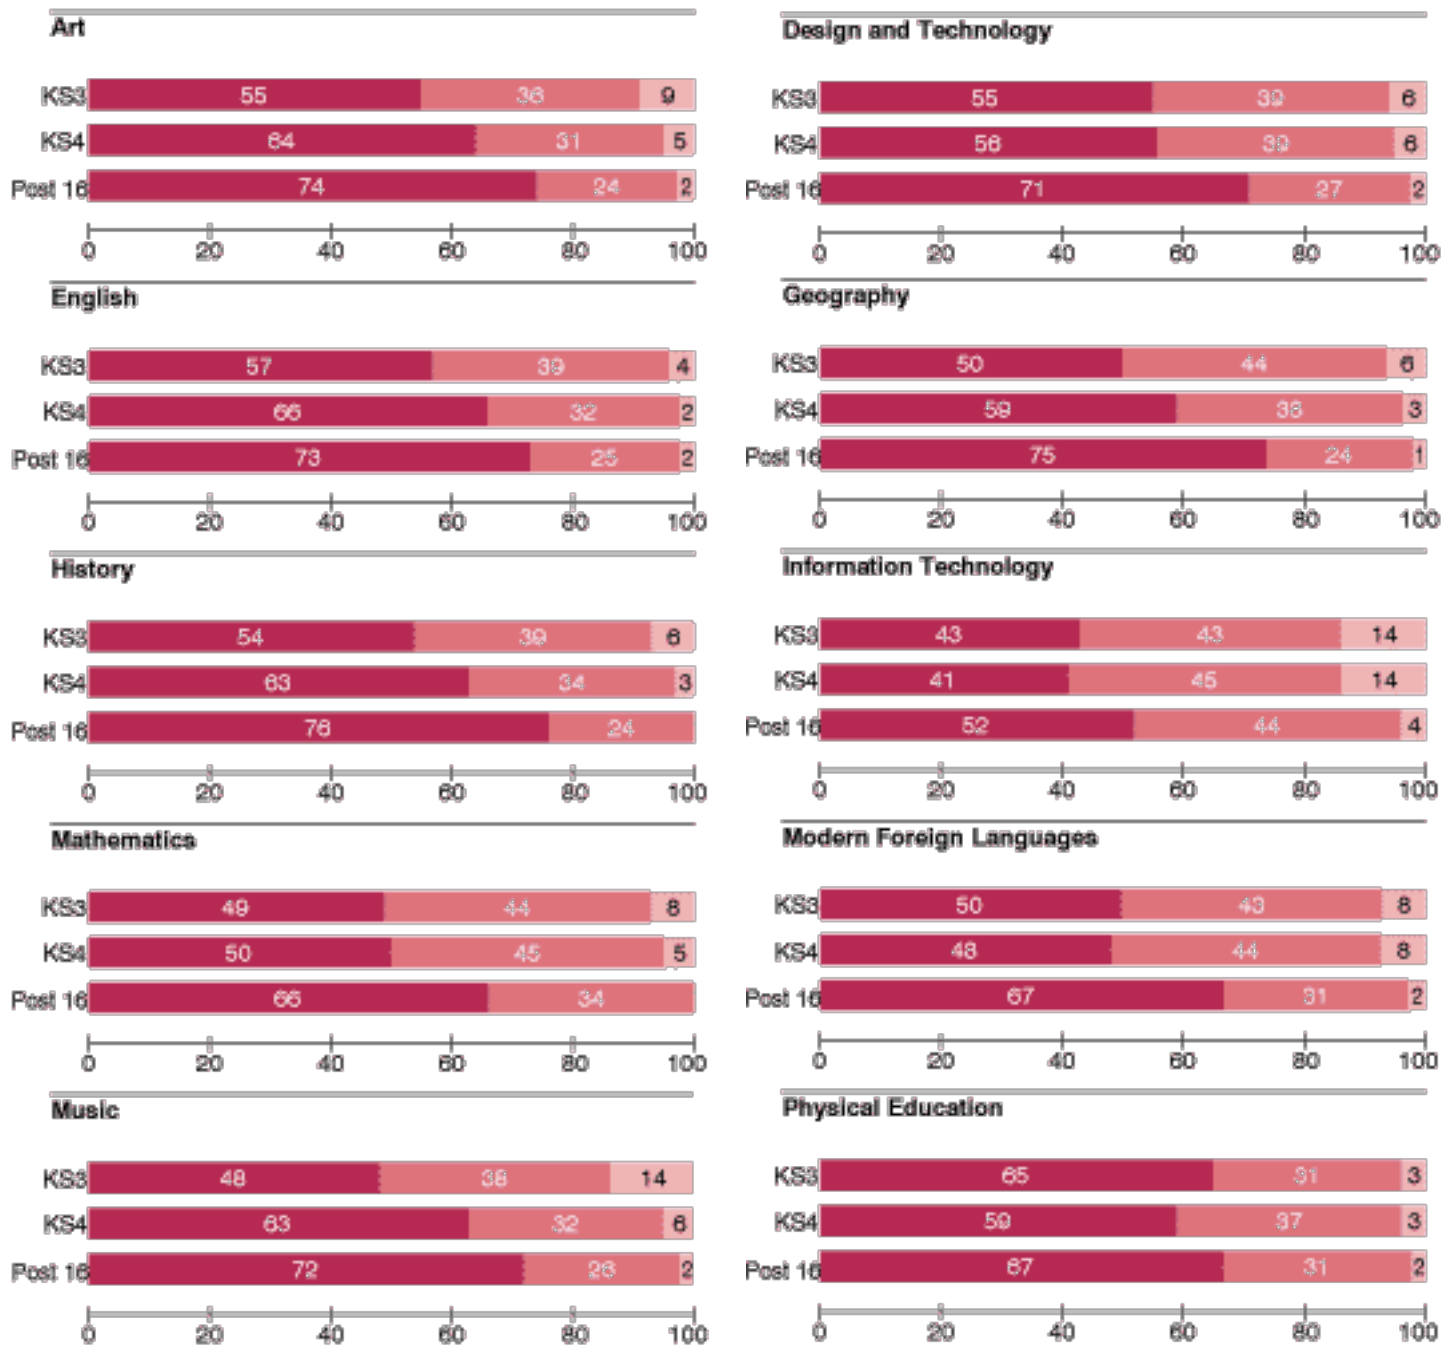 Art
KS3 55 36 9
KS4 64 31 5
Post 16 74 24 2
0 20 40 60 80 100
Design and Technology
KS3 55 39 6
KS4 56 39 6
Post 16 71 27 2
0 20 40 60 80 100
English
KS3 57 39 4
KS4 66 32 2
Post 16 73 25 2
0 20 40 60 80 100
Geography
KS3 50 44 6
KS4 59 38 3
Post 16 75 24 1
0 20 40 60 80 100
History
KS3 54 39 6
KS4 63 34 3
Post 16 76 24
0 20 40 60 80 100
Information Technology
KS3 43 43 14
KS4 41 45 14
Post 16 52 44 4
0 20 40 60 80 100
Mathematics
KS3 49 44 8
KS4 50 45 5
Post 16 66 34
0 20 40 60 80 100
Modern Foreign Languages
KS3 50 43 8
KS4 48 44 8
Post 16 67 31 2
0 20 40 60 80 100
Music
KS3 48 38 14
KS4 63 32 6
Post 16 72 26 2
0 20 40 60 80 100
Physical Education
KS3 65 31 3
KS4 59 37 3
Post 16 67 31 2
0 20 40 60 80 100